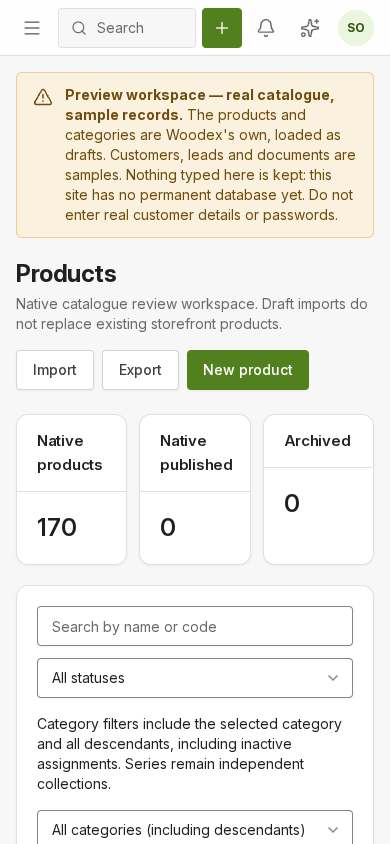 Search
SO
Preview workspace — real catalogue,
sample records. The products and
categories are Woodex's own, loaded as
drafts. Customers, leads and documents are
samples. Nothing typed here is kept: this
site has no permanent database yet. Do not
enter real customer details or passwords.
Products
Native catalogue review workspace. Draft imports do
not replace existing storefront products.
Import Export New product
Native
products
170
Native
published
0
Archived
0
Search by name or code
All statuses
Category filters include the selected category
and all descendants, including inactive
assignments. Series remain independent
collections.
All categories (including descendants)